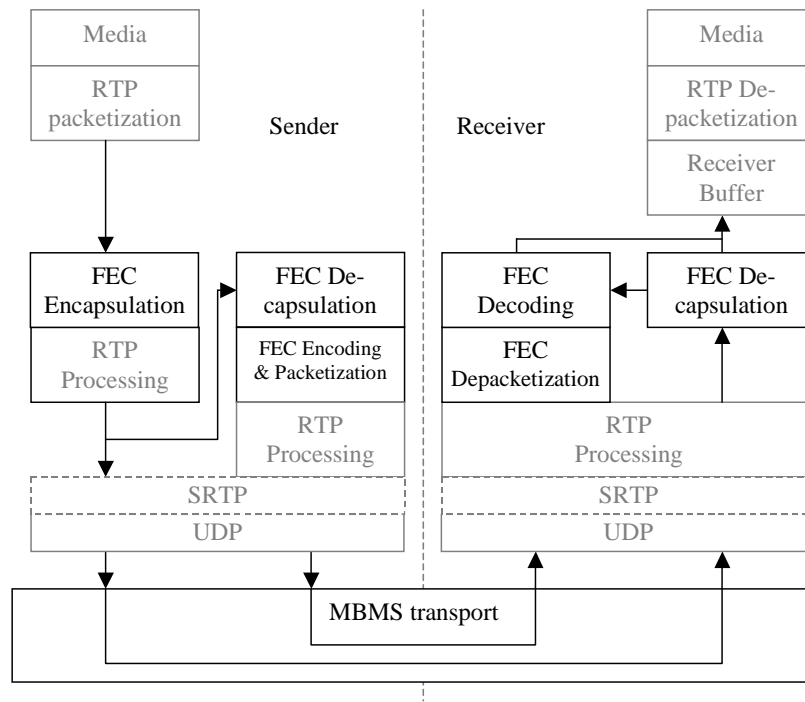 Media
RTP
packetization
Sender
Receiver
Media
RTP De-
packetization
Receiver
Buffer
FEC
Encapsulation
RTP
Processing
FEC De-
capsulation
FEC Encoding
& Packetization
RTP
Processing
FEC
Decoding
FEC
Depacketization
FEC De-
capsulation
RTP
Processing
SRTP
UDP
SRTP
UDP
MBMS transport